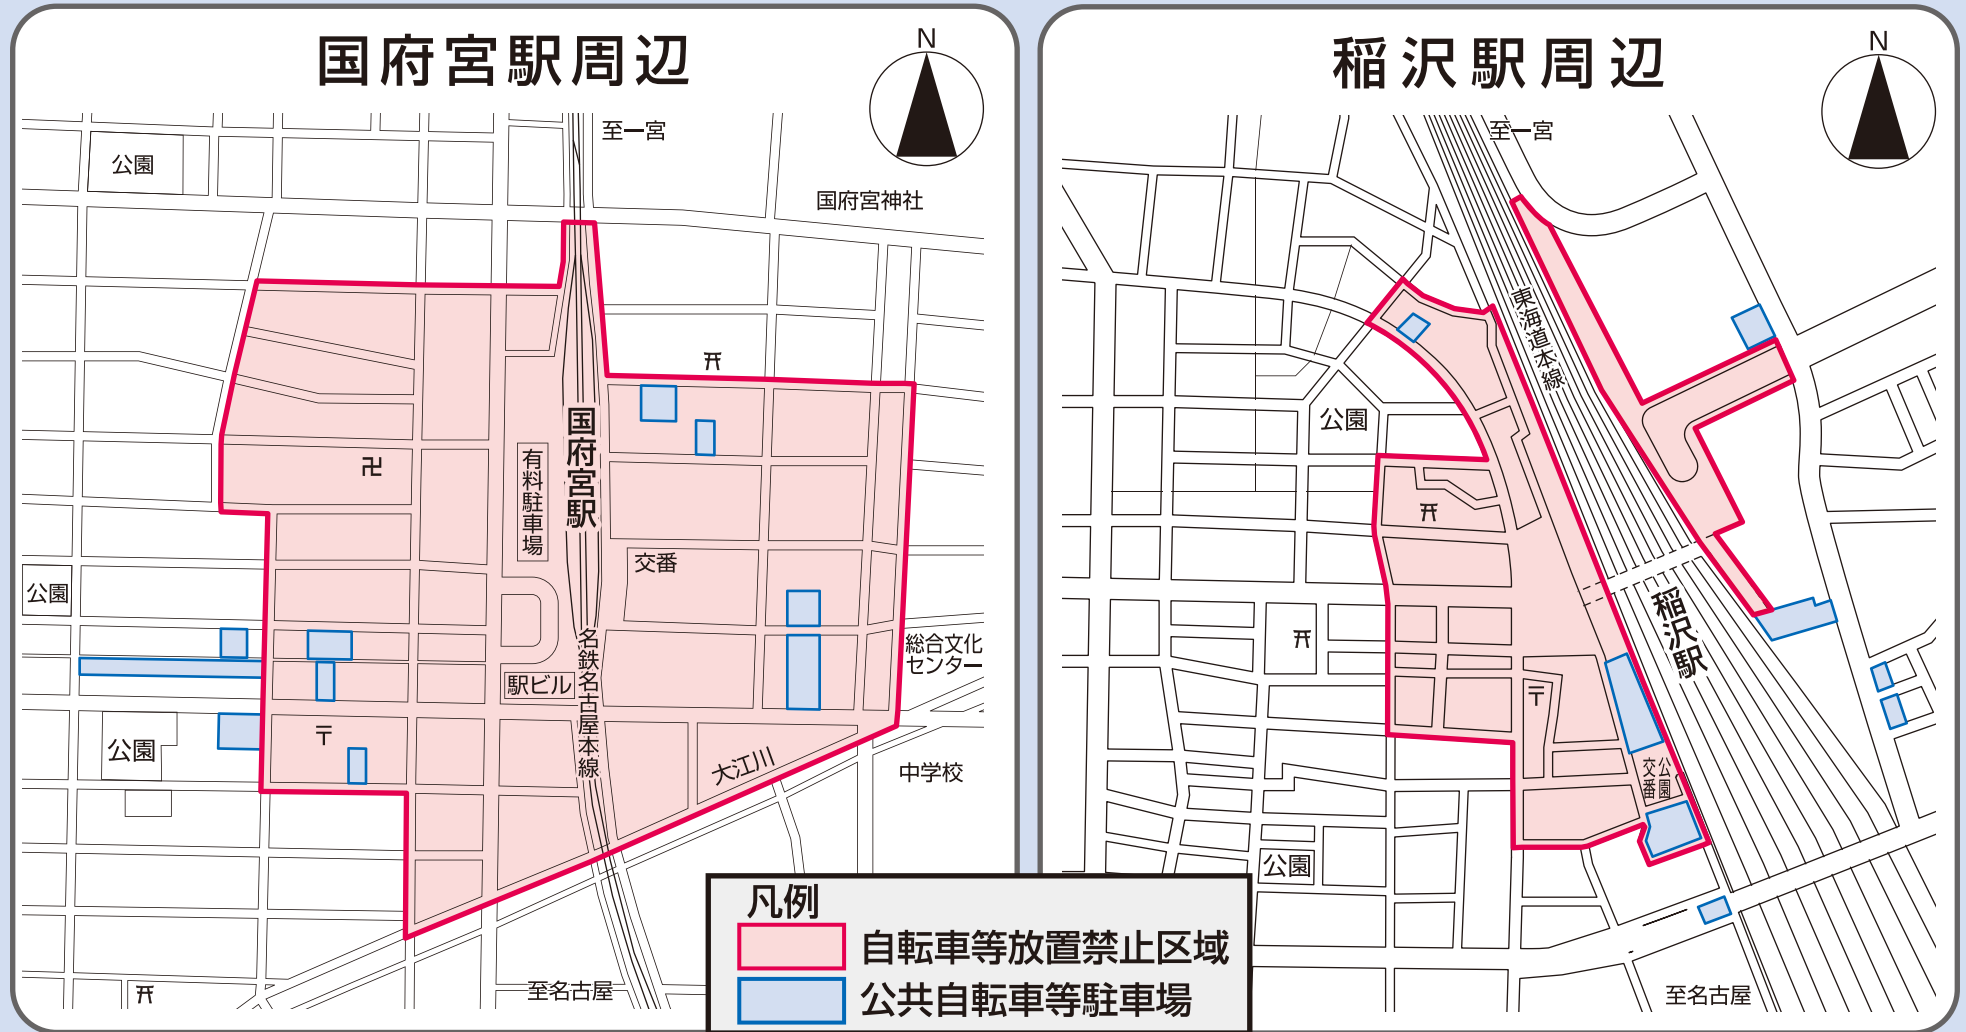 国府宮駅周辺
N
至一宮
公園
国府宮神社
国府宮駅
有料駐車場
交番
公園
総合文化
センター
駅ビル
名鉄名古屋本線
公園
〒
大江川
中学校
至名古屋
稲沢駅周辺
N
至一宮
東海道本線
公園
稲沢駅
〒
公園
交番
公園
至名古屋
凡例
自転車等放置禁止区域
公共自転車等駐車場